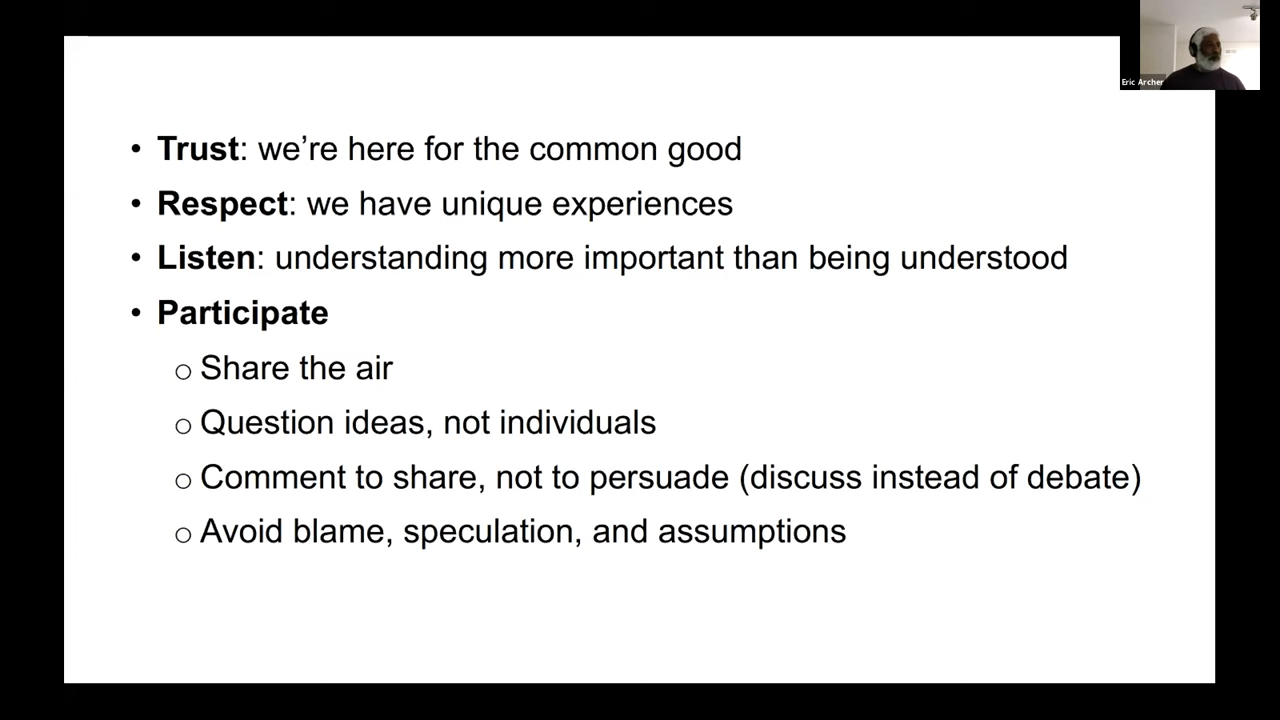 • Trust: we’re here for the common good
• Respect: we have unique experiences
• Listen: understanding more important than being understood
• Participate
o Share the air
o Question ideas, not individuals
o Comment to share, not to persuade (discuss instead of debate)
o Avoid blame, speculation, and assumptions
Eric Archer